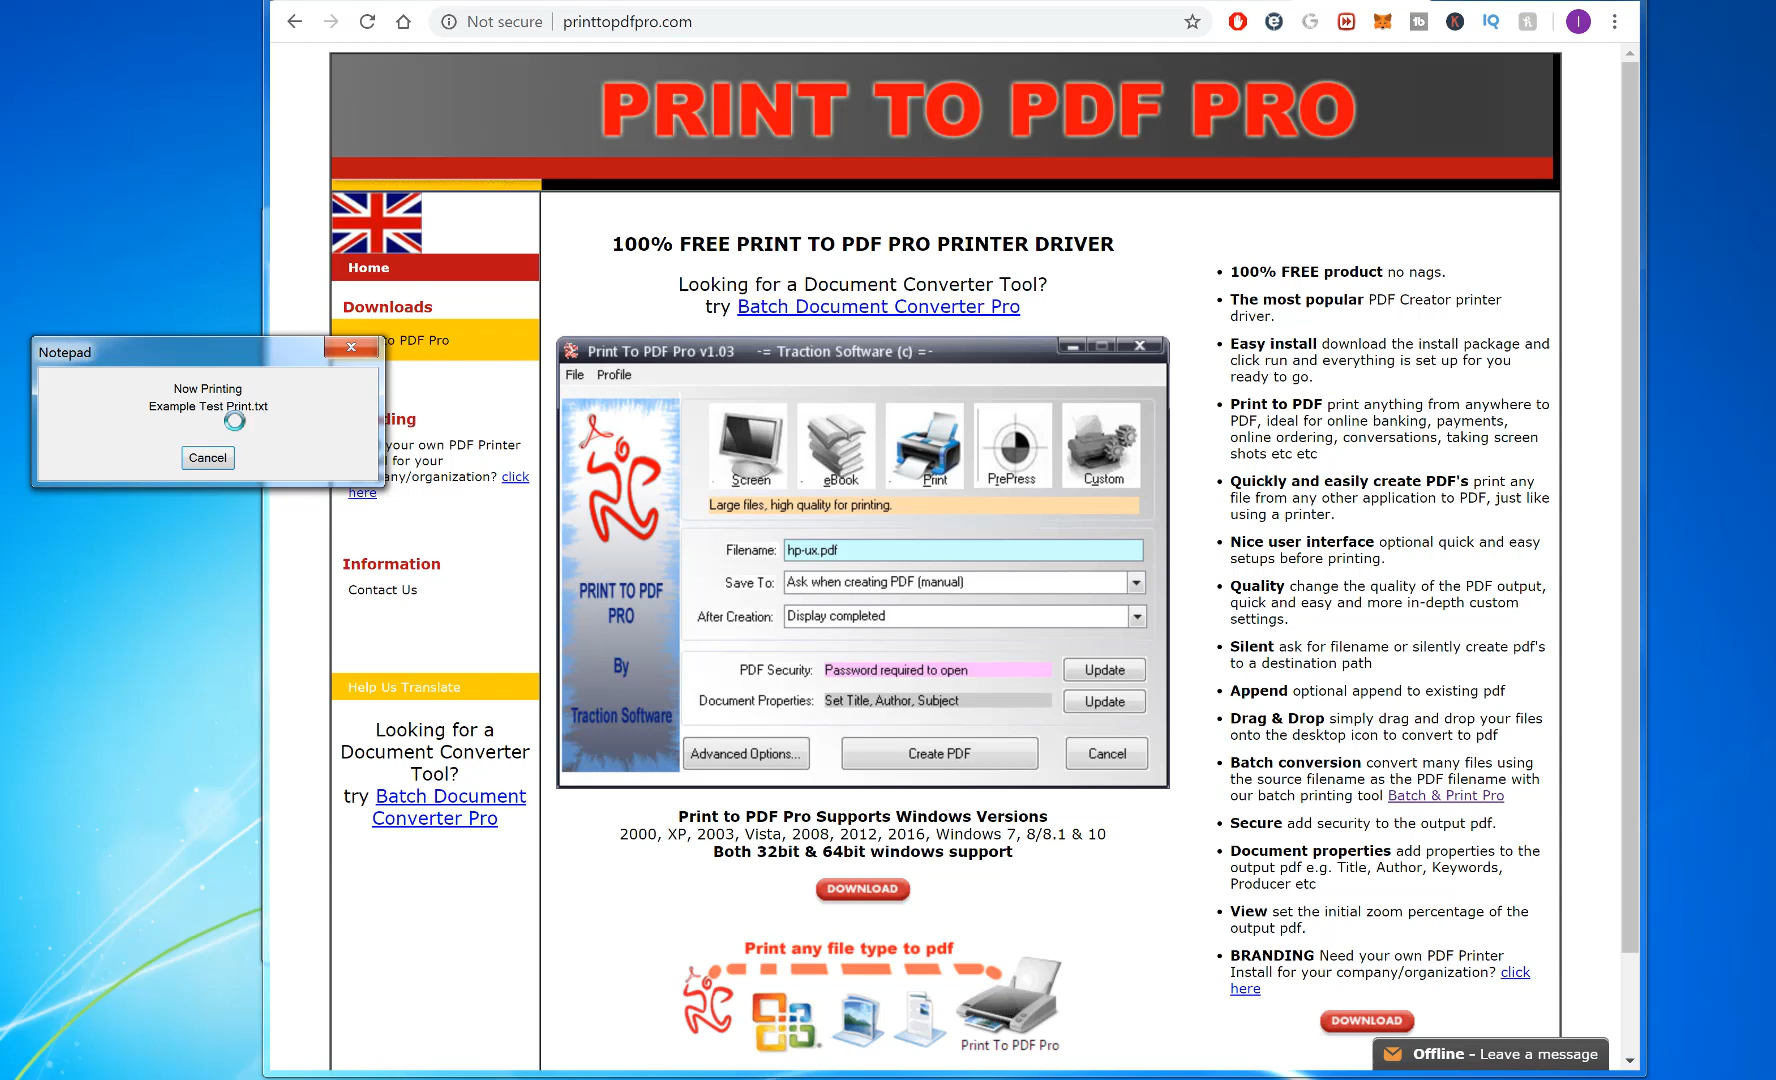 Not secure
printtopdfpro.com
PRINT TO PDF PRO
Home
Downloads
to PDF Pro
Notepad
Now Printing
Example Test Print.txt
Cancel
ding
your own PDF Printer
for your
any/organization? click
here
Information
Contact Us
Help Us Translate
Looking for a
Document Converter
Tool?
try Batch Document
Converter Pro
100% FREE PRINT TO PDF PRO PRINTER DRIVER
Looking for a Document Converter Tool?
try Batch Document Converter Pro
Print To PDF Pro v1.03 -= Traction Software (c) =-
File Profile
Screen
eBook
Print
PrePress
Custom
Large files, high quality for printing.
Filename: hp-ux.pdf
Save To: Ask when creating PDF (manual)
After Creation: Display completed
PDF Security: Password required to open Update
Document Properties: Set Title, Author, Subject Update
Advanced Options... Create PDF Cancel
PRINT TO PDF
PRO
By
Traction Software
Print to PDF Pro Supports Windows Versions
2000, XP, 2003, Vista, 2008, 2012, 2016, Windows 7, 8/8.1 & 10
Both 32bit & 64bit windows support
DOWNLOAD
Print any file type to pdf
Print To PDF Pro
• 100% FREE product no nags.
• The most popular PDF Creator printer
driver.
• Easy install download the install package and
click run and everything is set up for you
ready to go.
• Print to PDF print anything from anywhere to
PDF, ideal for online banking, payments,
online ordering, conversations, taking screen
shots etc etc
• Quickly and easily create PDF's print any
file from any other application to PDF, just like
using a printer.
• Nice user interface optional quick and easy
setups before printing.
• Quality change the quality of the PDF output,
quick and easy and more in-depth custom
settings.
• Silent ask for filename or silently create pdf's
to a destination path
• Append optional append to existing pdf
• Drag & Drop simply drag and drop your files
onto the desktop icon to convert to pdf
• Batch conversion convert many files using
the source filename as the PDF filename with
our batch printing tool Batch & Print Pro
• Secure add security to the output pdf.
• Document properties add properties to the
output pdf e.g. Title, Author, Keywords,
Producer etc
• View set the initial zoom percentage of the
output pdf.
• BRANDING Need your own PDF Printer
Install for your company/organization? click
here
DOWNLOAD
Offline - Leave a message